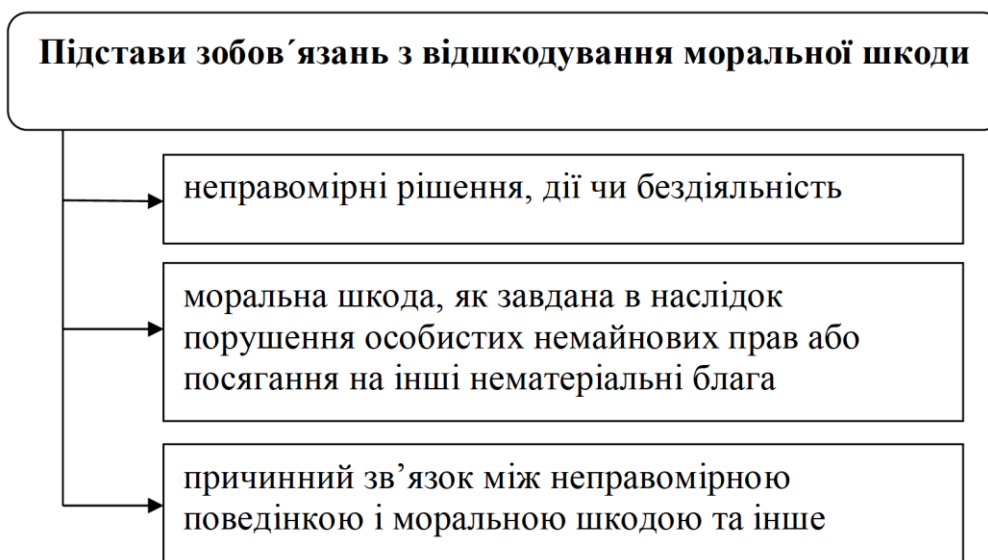 Підстави зобов´язань з відшкодування моральної шкоди
неправомірні рішення, дії чи бездіяльність
моральна шкода, як завдана в наслідок
порушення особистих немайнових прав або
посягання на інші нематеріальні блага
причинний зв’язок між неправомірною
поведінкою і моральною шкодою та інше